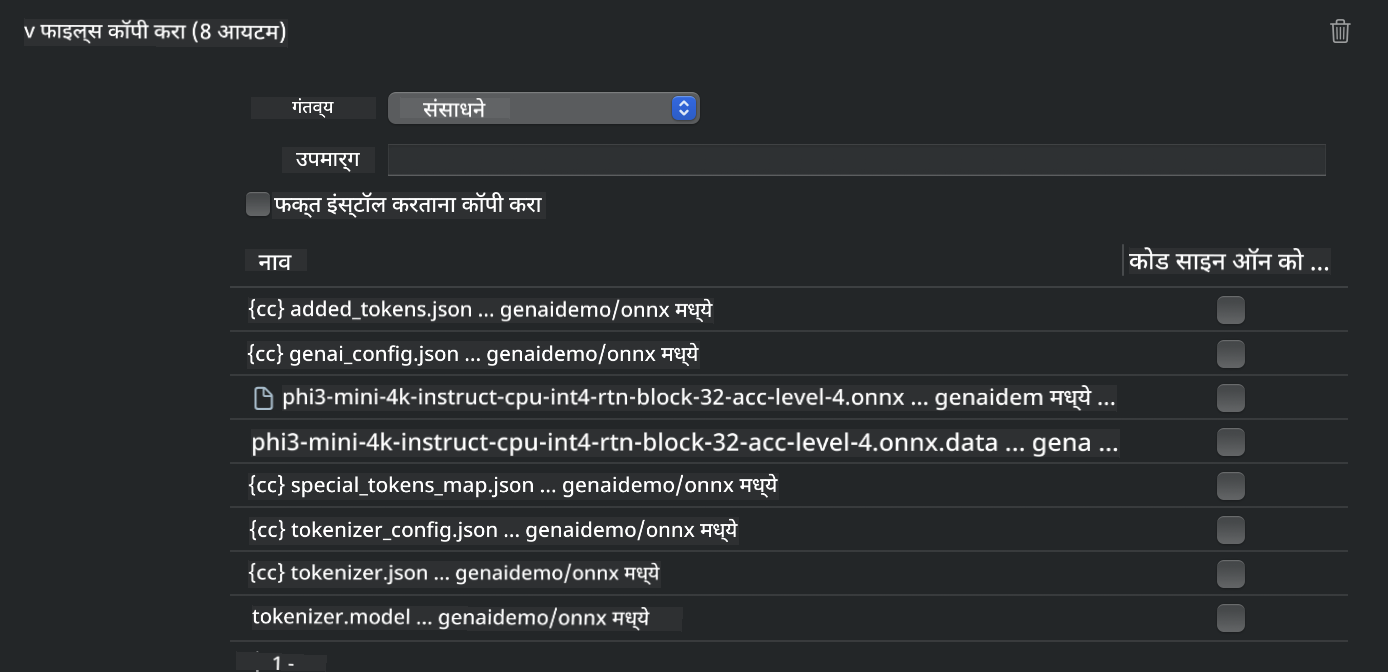 v फाइल्स कॉपी करा (8 आयटम)
गंतव्य संसाधने
उपमार्ग
फक्त इंस्टॉल करताना कॉपी करा
नाव कोड साइन ऑन को ...
{cc} added_tokens.json ... genaidemo/onnx मध्ये
{cc} genai_config.json ... genaidemo/onnx मध्ये
phi3-mini-4k-instruct-cpu-int4-rtn-block-32-acc-level-4.onnx ... genaidem मध्ये ...
phi3-mini-4k-instruct-cpu-int4-rtn-block-32-acc-level-4.onnx.data ... gena ...
{cc} special_tokens_map.json ... genaidemo/onnx मध्ये
{cc} tokenizer_config.json ... genaidemo/onnx मध्ये
{cc} tokenizer.json ... genaidemo/onnx मध्ये
tokenizer.model ... genaidemo/onnx मध्ये
1 -